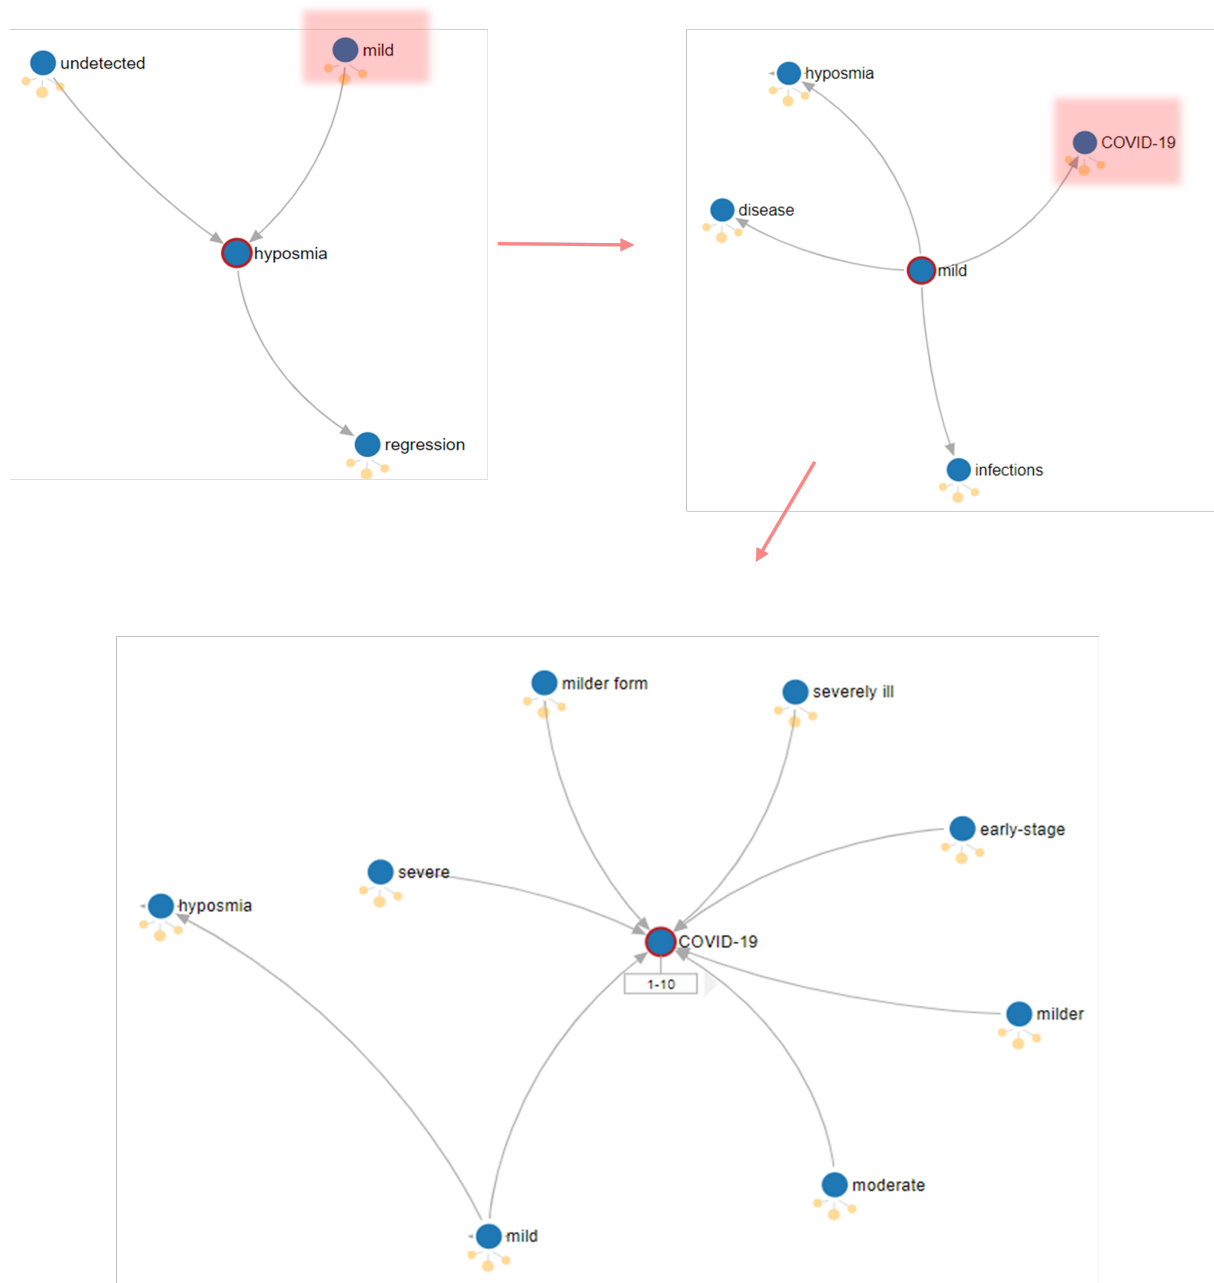 undetected
mild
hyposmia
regression
hyposmia
COVID-19
disease
mild
infections
milder form
severely ill
early-stage
severe
hyposmia
COVID-19
1-10
milder
moderate
mild